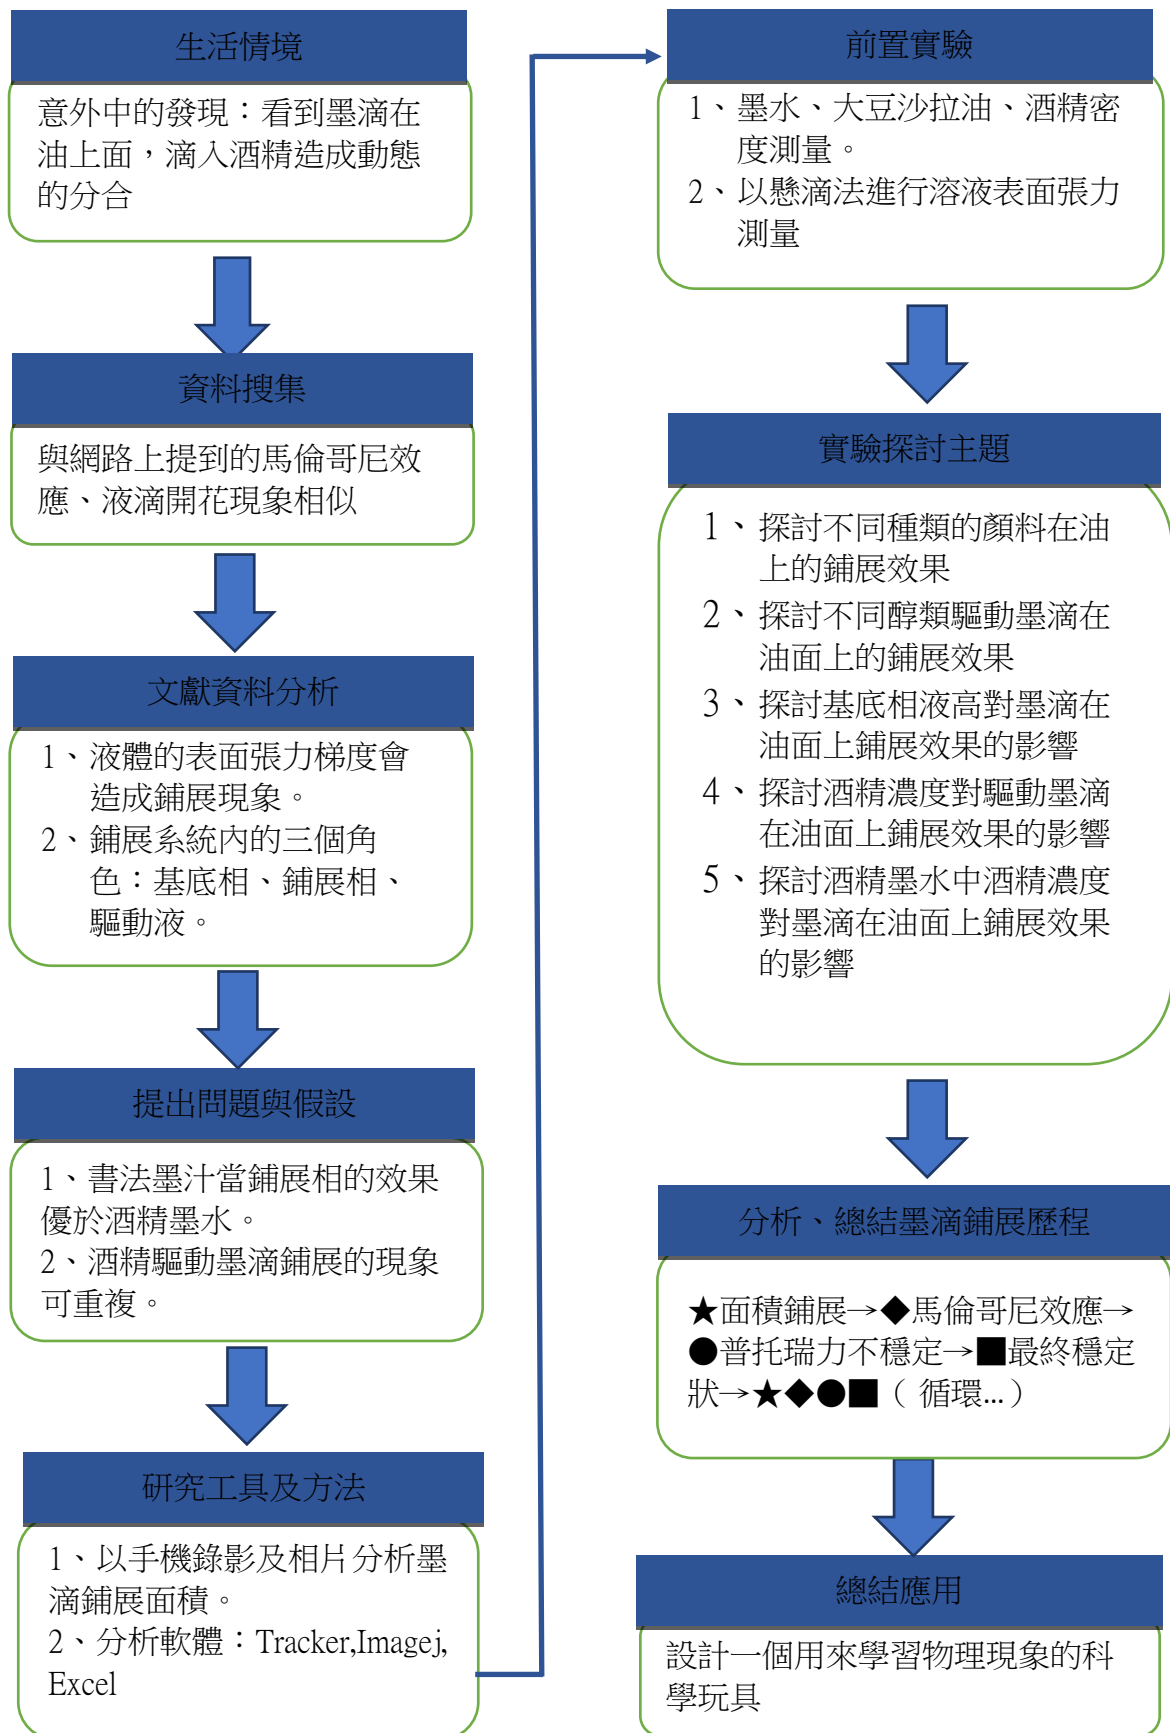 生活情境
意外中的發現：看到墨滴在
油上面，滴入酒精造成動態
的分合
資料搜集
與網路上提到的馬倫哥尼效
應、液滴開花現象相似
文獻資料分析
1、液體的表面張力梯度會
造成鋪展現象。
2、鋪展系統內的三個角
色：基底相、鋪展相、
驅動液。
提出問題與假設
1、書法墨汁當鋪展相的效果
優於酒精墨水。
2、酒精驅動墨滴鋪展的現象
可重複。
研究工具及方法
1、以手機錄影及相片分析墨
滴鋪展面積。
2、分析軟體：Tracker,Imagej,
Excel
前置實驗
1、墨水、大豆沙拉油、酒精密
度測量。
2、以懸滴法進行溶液表面張力
測量
實驗探討主題
1、探討不同種類的顏料在油
上的鋪展效果
2、探討不同醇類驅動墨滴在
油面上的鋪展效果
3、探討基底相液高對墨滴在
油面上鋪展效果的影響
4、探討酒精濃度對驅動墨滴
在油面上鋪展效果的影響
5、探討酒精墨水中酒精濃度
對墨滴在油面上鋪展效果
的影響
分析、總結墨滴鋪展歷程
★面積鋪展→◆馬倫哥尼效應→
●普托瑞力不穩定→■最終穩定
狀→★◆●■（ 循環...）
總結應用
設計一個用來學習物理現象的科
學玩具